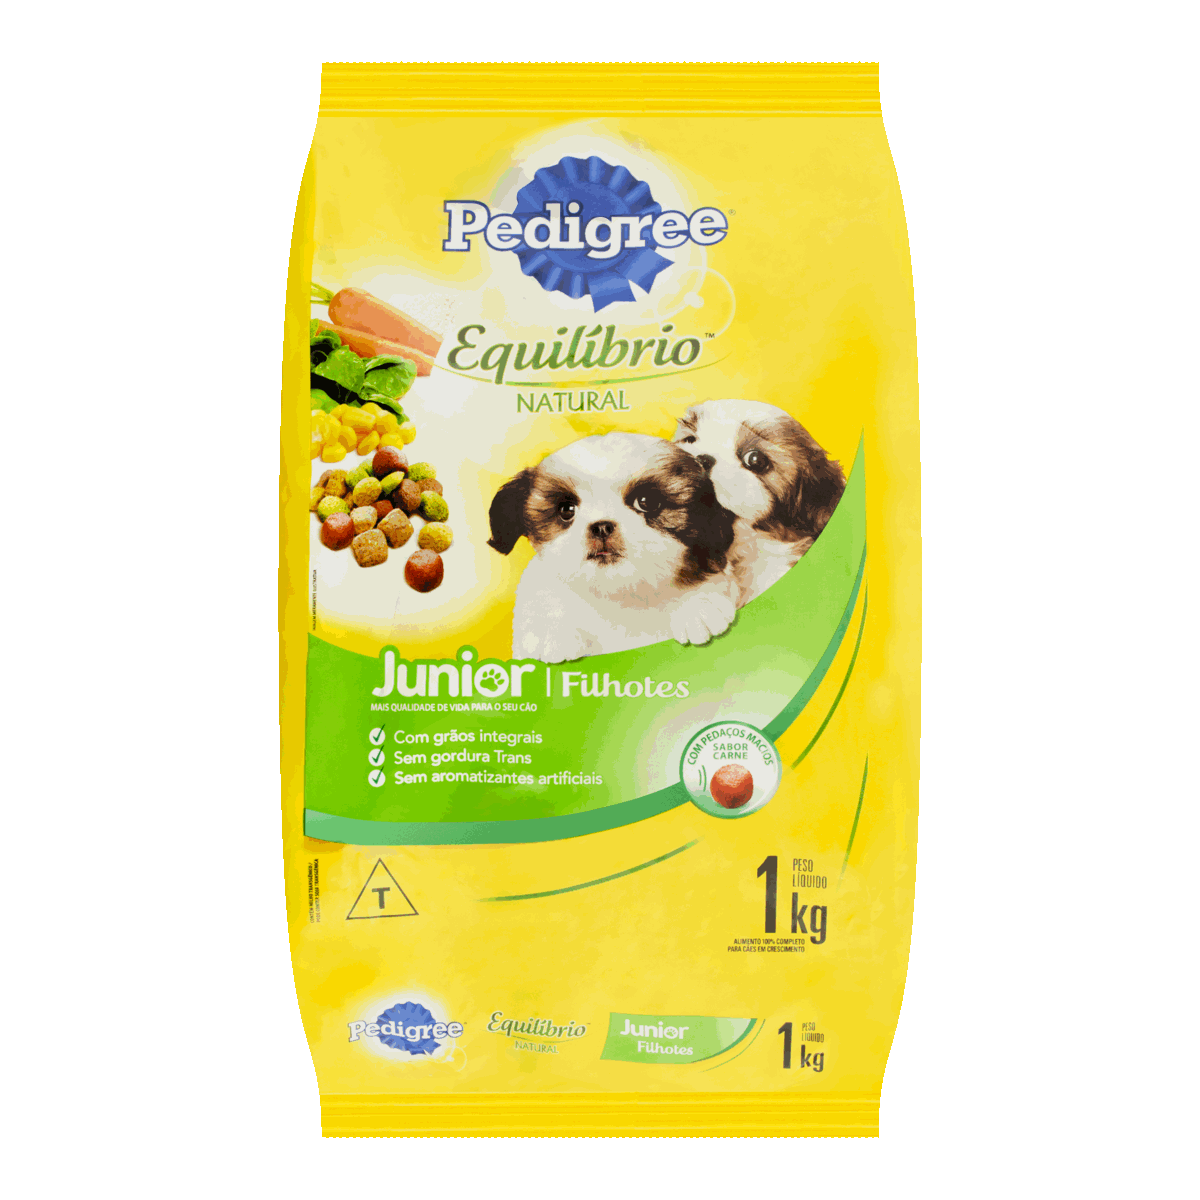 Pedigree®
Equilíbrio™
NATURAL
Junior | Filhotes
MAIS QUALIDADE DE VIDA PARA O SEU CÃO
Com grãos integrais
Sem gordura Trans
Sem aromatizantes artificiais
COM PEDAÇOS MACIOS
SABOR
CARNE
T
1 kg
PESO
LÍQUIDO
ALIMENTO 100% COMPLETO
PARA CÃES EM CRESCIMENTO
Pedigree
Equilíbrio
NATURAL
Junior
Filhotes
1 kg
PESO
LÍQUIDO